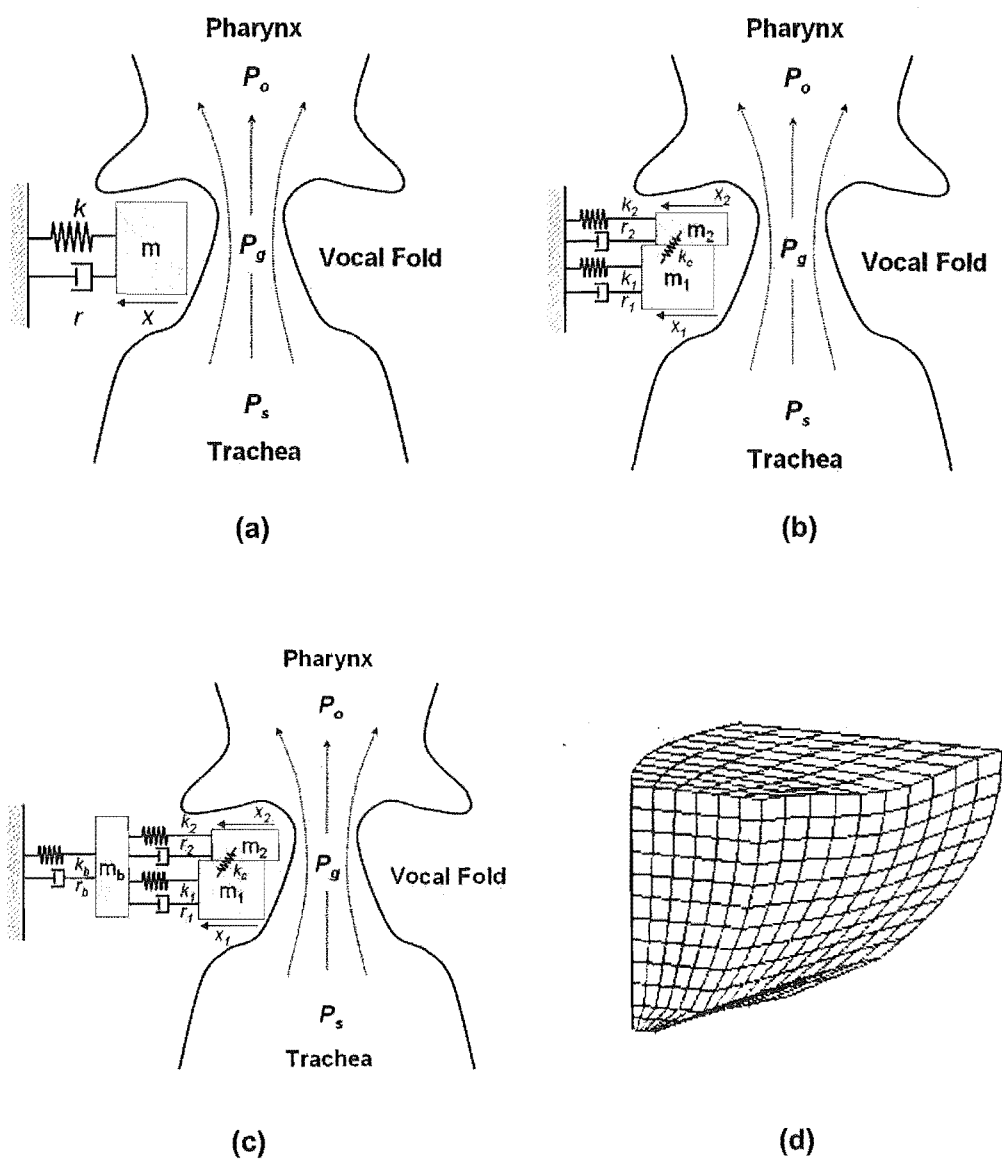 Pharynx
P_o
k
m
P_g
Vocal Fold
r
x
P_s
Trachea
(a)
Pharynx
P_o
x_2
k_2
r_2
m_2
k_c
P_g
Vocal Fold
k_1
m_1
r_1
x_1
P_s
Trachea
(b)
Pharynx
P_o
x_2
k_2
r_2
m_2
k_b
m_b
k_c
P_g
Vocal Fold
r_b
k_1
m_1
r_1
x_1
P_s
Trachea
(c)
(d)